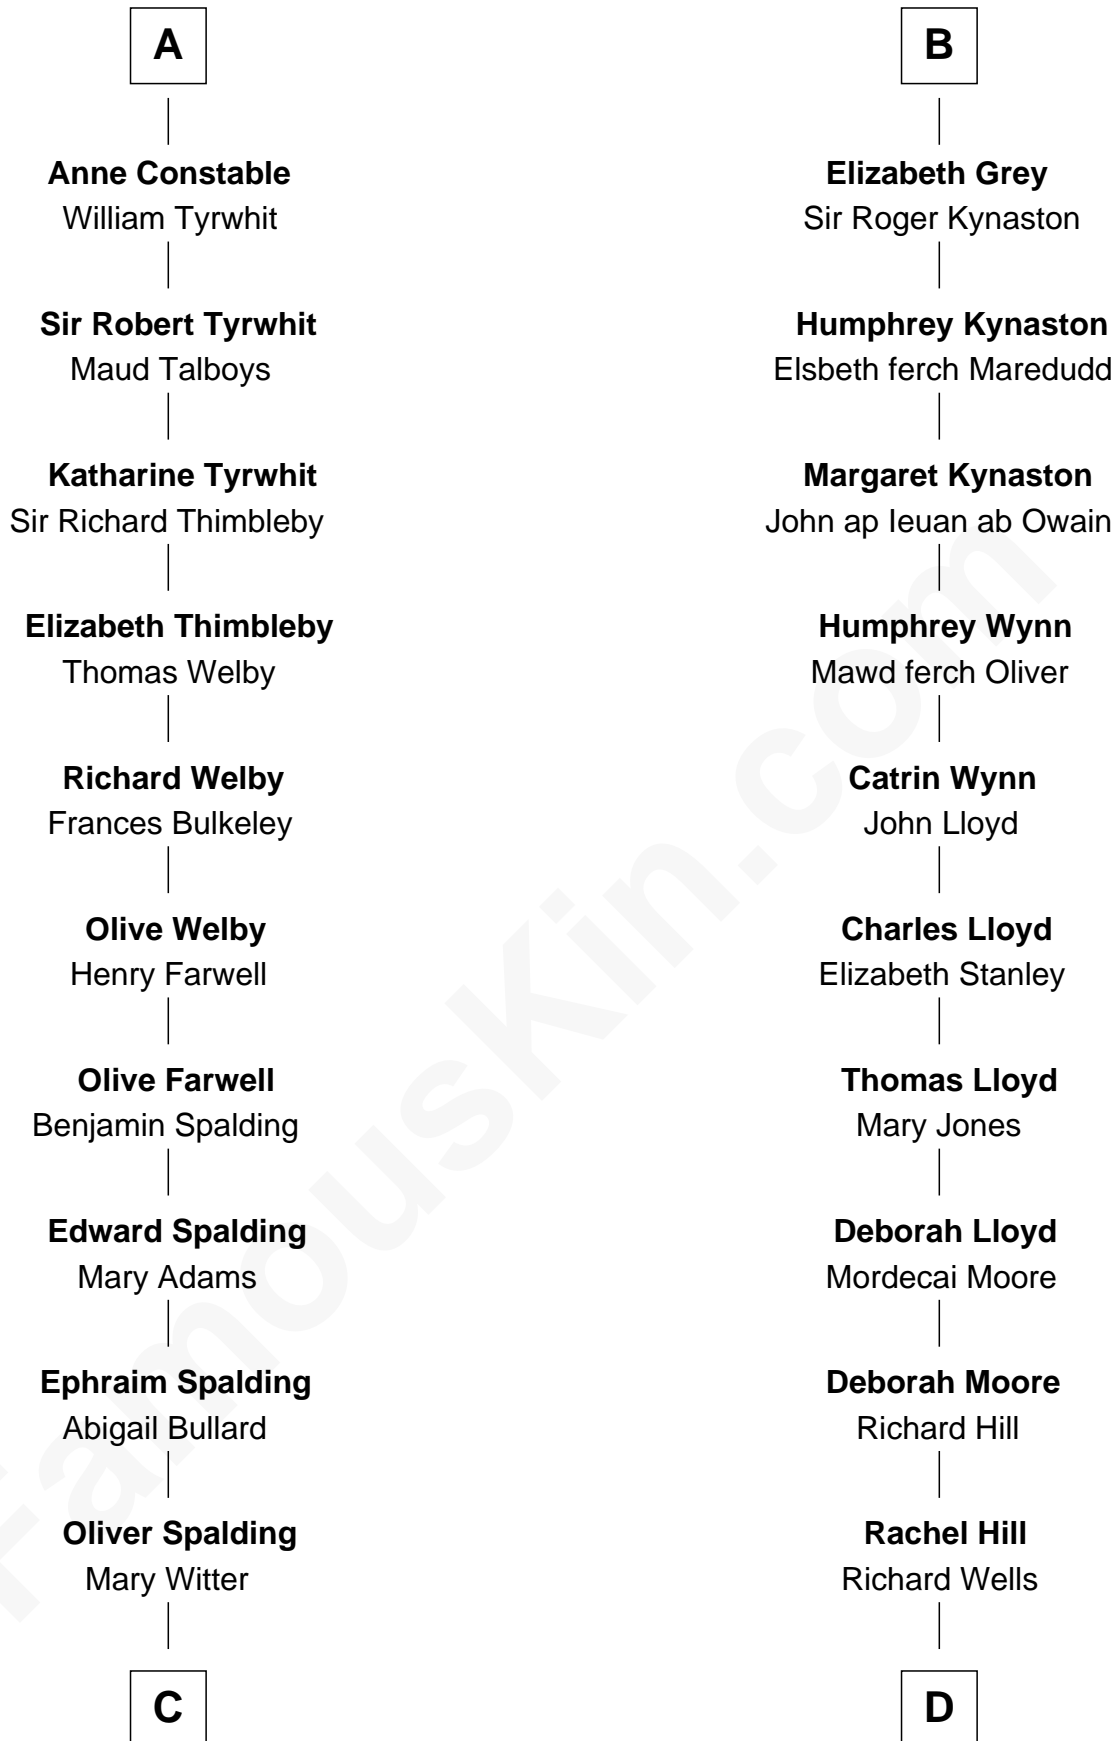 A
Anne Constable
William Tyrwhit
Sir Robert Tyrwhit
Maud Talboys
Katharine Tyrwhit
Sir Richard Thimbleby
Elizabeth Thimbleby
Thomas Welby
Richard Welby
Frances Bulkeley
Olive Welby
Henry Farwell
Olive Farwell
Benjamin Spalding
Edward Spalding
Mary Adams
Ephraim Spalding
Abigail Bullard
Oliver Spalding
Mary Witter
C
B
Elizabeth Grey
Sir Roger Kynaston
Humphrey Kynaston
Elsbeth ferch Maredudd
Margaret Kynaston
John ap Ieuan ab Owain
Humphrey Wynn
Mawd ferch Oliver
Catrin Wynn
John Lloyd
Charles Lloyd
Elizabeth Stanley
Thomas Lloyd
Mary Jones
Deborah Lloyd
Mordecai Moore
Deborah Moore
Richard Hill
Rachel Hill
Richard Wells
D
FamousKin.com